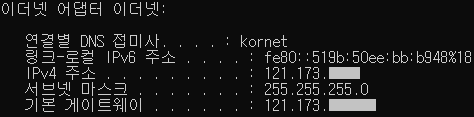 이더넷 어댑터 이더넷:
연결별 DNS 접미사. . . . : kornet
링크-로컬 IPv6 주소 . . . . . : fe80::519b:50ee:bb:b948%18
IPv4 주소 . . . . . . . . . : 121.173.
서브넷 마스크 . . . . . . . : 255.255.255.0
기본 게이트웨이 . . . . . . : 121.173.